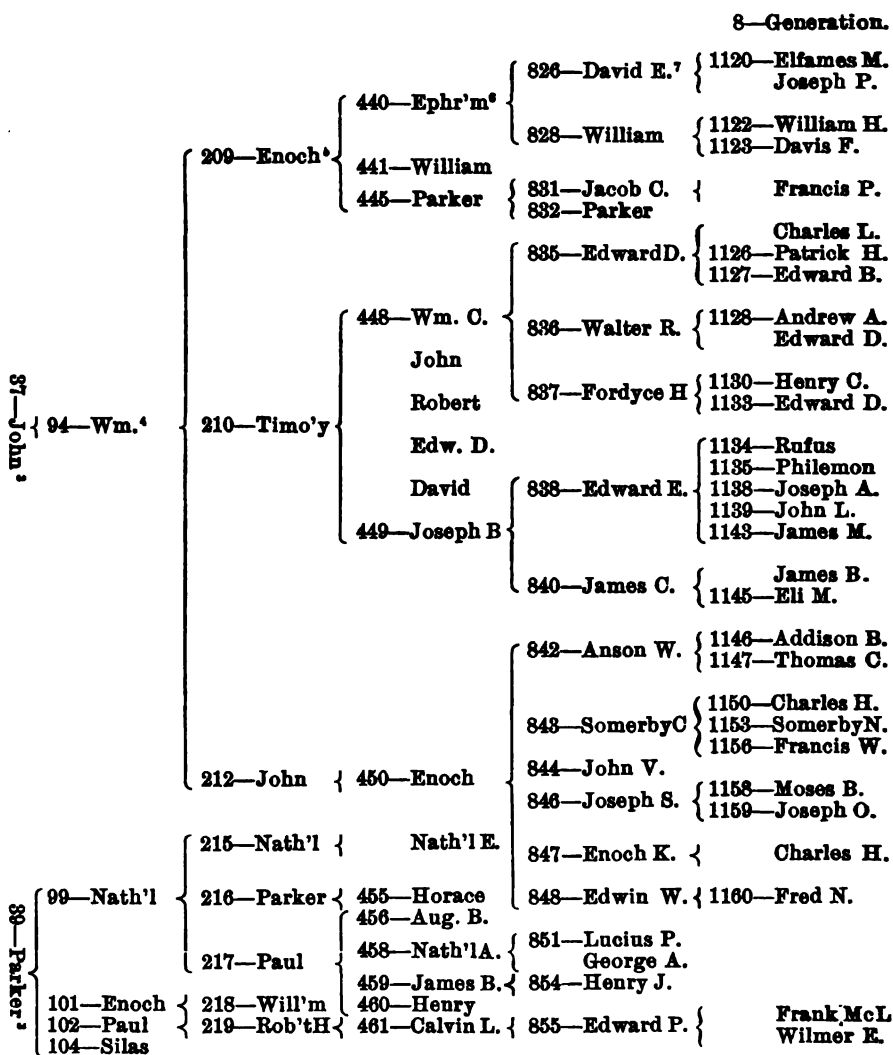 8—Generation.
826—David E.⁷ 1120—Elfames M.
Joseph P.
440—Ephr'm⁶
828—William 1122—William H.
1123—Davis F.
209—Enoch⁵ 441—William
445—Parker 831—Jacob C. Francis P.
832—Parker
Charles L.
835—Edward D. 1126—Patrick H.
1127—Edward B.
448—Wm. C. 836—Walter R. 1128—Andrew A.
Edward D.
John
837—Fordyce H 1130—Henry C.
1133—Edward D.
Robert
37—John³ 94—Wm.⁴ 210—Timo'y
Edw. D.
1134—Rufus
1135—Philemon
David 838—Edward E. 1138—Joseph A.
1139—John L.
449—Joseph B 1143—James M.
James B.
840—James C. 1145—Eli M.
842—Anson W. 1146—Addison B.
1147—Thomas C.
1150—Charles H.
843—Somerby C 1153—Somerby N.
1156—Francis W.
212—John 450—Enoch 844—John V.
846—Joseph S. 1158—Moses B.
1159—Joseph O.
215—Nath'l Nath'l E. 847—Enoch K. Charles H.
99—Nath'l 216—Parker 455—Horace 848—Edwin W. 1160—Fred N.
456—Aug. B.
39—Parker³
217—Paul 458—Nath'l A. 851—Lucius P.
George A.
459—James B. 854—Henry J.
101—Enoch 218—Will'm 460—Henry
102—Paul 219—Rob't H 461—Calvin L. 855—Edward P. Frank McL
Wilmer E.
104—Silas